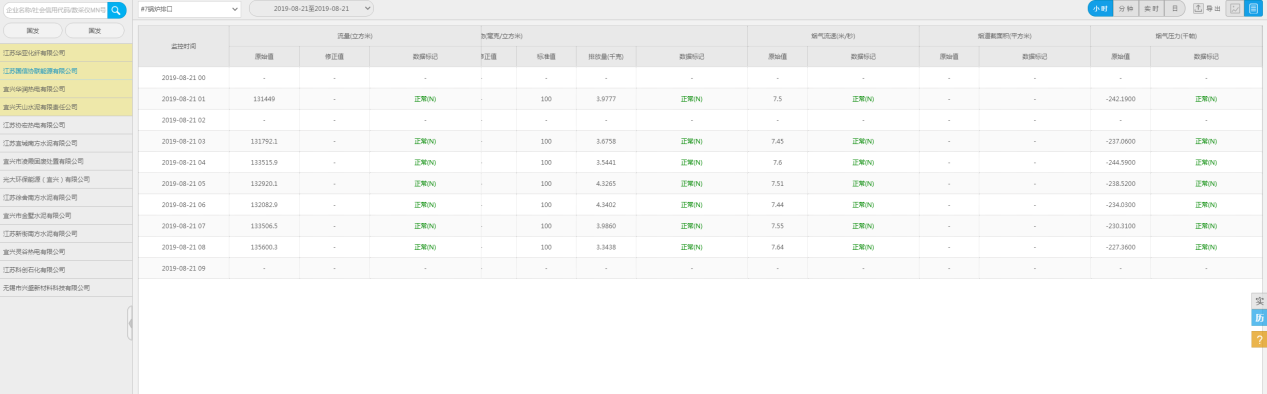 企业名称/社会信用代码/数采仪MN号
#7锅炉排口
2019-08-21至2019-08-21
小时 分钟 实时 日 导出
国发 国发
江苏华亚化纤有限公司
江苏国信协联能源有限公司
宜兴华润热电有限公司
宜兴天山水泥有限责任公司
江苏协宏热电有限公司
江苏宜城南方水泥有限公司
宜兴市凌霞固废处置有限公司
光大环保能源（宜兴）有限公司
江苏徐舍南方水泥有限公司
宜兴市金墅水泥有限公司
江苏新街南方水泥有限公司
宜兴灵谷热电有限公司
江苏科创石化有限公司
无锡市兴盛新材料科技有限公司
监控时间 流量(立方米) 烟气流速(米/秒) 烟道截面积(平方米) 烟气压力(千帕)
原始值 修正值 数据标记 修正值 标准值 排放量(千克) 数据标记 原始值 数据标记 原始值 数据标记 原始值 数据标记
2019-08-21 00 - - - - - - - - - - - - -
2019-08-21 01 131449 - 正常(N) - 100 3.9777 正常(N) 7.5 正常(N) - - -242.1900 正常(N)
2019-08-21 02 - - - - - - - - - - - - -
2019-08-21 03 131792.1 - 正常(N) - 100 3.6758 正常(N) 7.45 正常(N) - - -237.0600 正常(N)
2019-08-21 04 133515.9 - 正常(N) - 100 3.5441 正常(N) 7.6 正常(N) - - -244.5900 正常(N)
2019-08-21 05 132920.1 - 正常(N) - 100 4.3265 正常(N) 7.51 正常(N) - - -238.5200 正常(N)
2019-08-21 06 132082.9 - 正常(N) - 100 4.3402 正常(N) 7.44 正常(N) - - -234.0300 正常(N)
2019-08-21 07 133506.5 - 正常(N) - 100 3.9860 正常(N) 7.55 正常(N) - - -230.3100 正常(N)
2019-08-21 08 135600.3 - 正常(N) - 100 3.3438 正常(N) 7.64 正常(N) - - -227.3600 正常(N)
2019-08-21 09 - - - - - - - - - - - - -
实
历
?